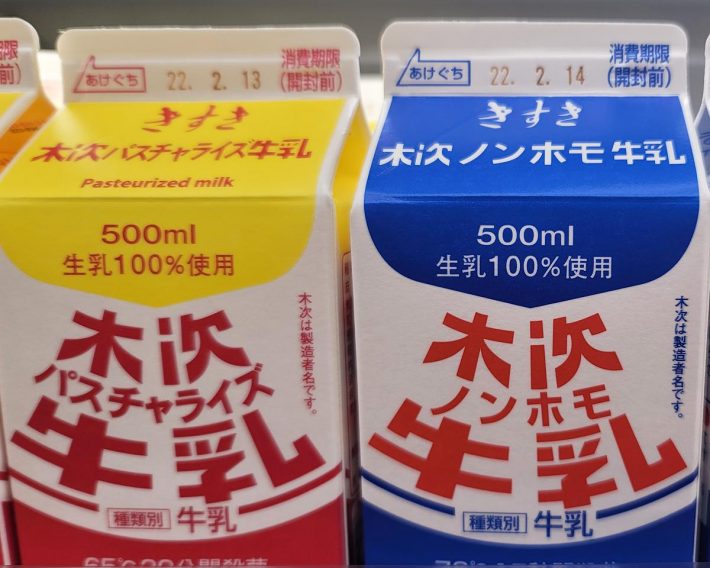 あけぐち
22. 2. 13
消費期限
(開封前)
きすき
木次パスチャライズ牛乳
Pasteurized milk
500ml
生乳100%使用
木次
パスチャライズ
牛乳
木次は製造者名です。
種類別 牛乳
あけぐち
22. 2. 14
消費期限
(開封前)
きすき
木次ノンホモ牛乳
500ml
生乳100%使用
木次
ノンホモ
牛乳
木次は製造者名です。
種類別 牛乳